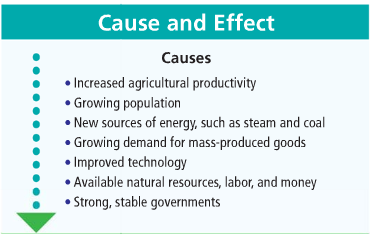 Cause and Effect
Causes
• Increased agricultural productivity
• Growing population
• New sources of energy, such as steam and coal
• Growing demand for mass-produced goods
• Improved technology
• Available natural resources, labor, and money
• Strong, stable governments